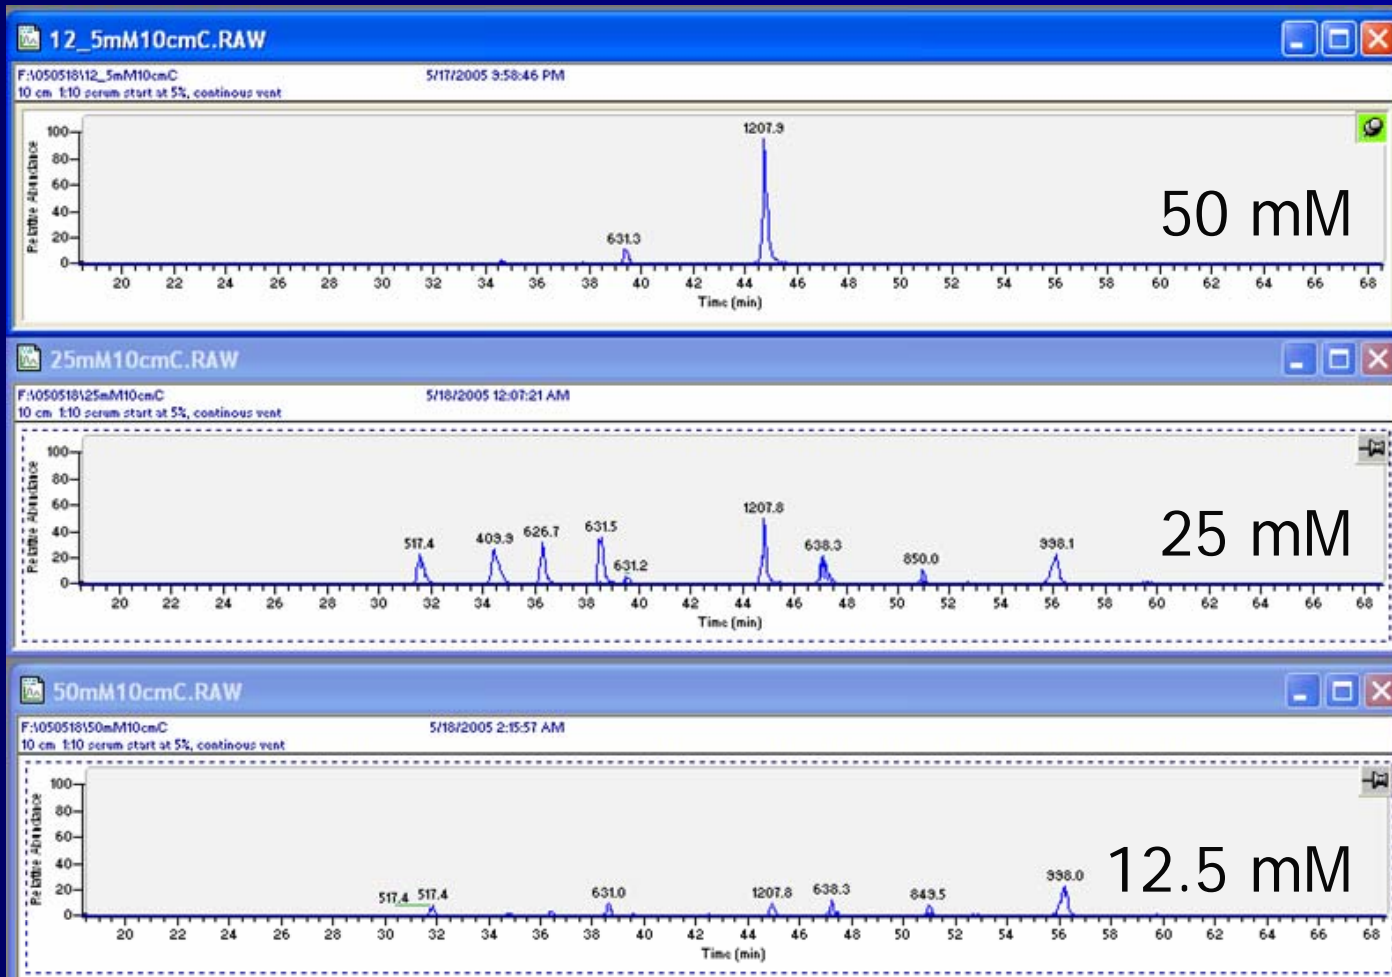 12_5mM10cmC.RAW
F:\050518\12_5mM10cmC 5/17/2005 9:58:46 PM
10 cm 1:10 serum start at 5%, continous vent
Relative Abundance
100
80
60
40
20
0
1207.9
631.3
50 mM
20 22 24 26 28 30 32 34 36 38 40 42 44 46 48 50 52 54 56 58 60 62 64 66 68
Time (min)
25mM10cmC.RAW
F:\050518\25mM10cmC 5/18/2005 12:07:21 AM
10 cm 1:10 serum start at 5%, continous vent
Relative Abundance
100
80
60
40
20
0
517.4 409.9 626.7 631.5 631.2 1207.8 638.3 850.0 998.1
25 mM
20 22 24 26 28 30 32 34 36 38 40 42 44 46 48 50 52 54 56 58 60 62 64 66 68
Time (min)
50mM10cmC.RAW
F:\050518\50mM10cmC 5/18/2005 2:15:57 AM
10 cm 1:10 serum start at 5%, continous vent
Relative Abundance
100
80
60
40
20
0
517.4 517.4 631.0 1207.8 638.3 849.5 998.0
12.5 mM
20 22 24 26 28 30 32 34 36 38 40 42 44 46 48 50 52 54 56 58 60 62 64 66 68
Time (min)